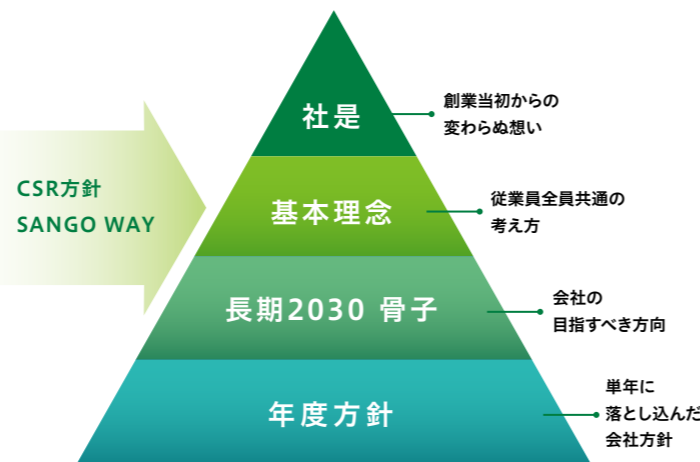 社是
創業当初からの
変わらぬ想い
CSR方針
SANGO WAY
基本理念
従業員全員共通の
考え方
長期2030 骨子
会社の
目指すべき方向
年度方針
単年に
落とし込んだ
会社方針